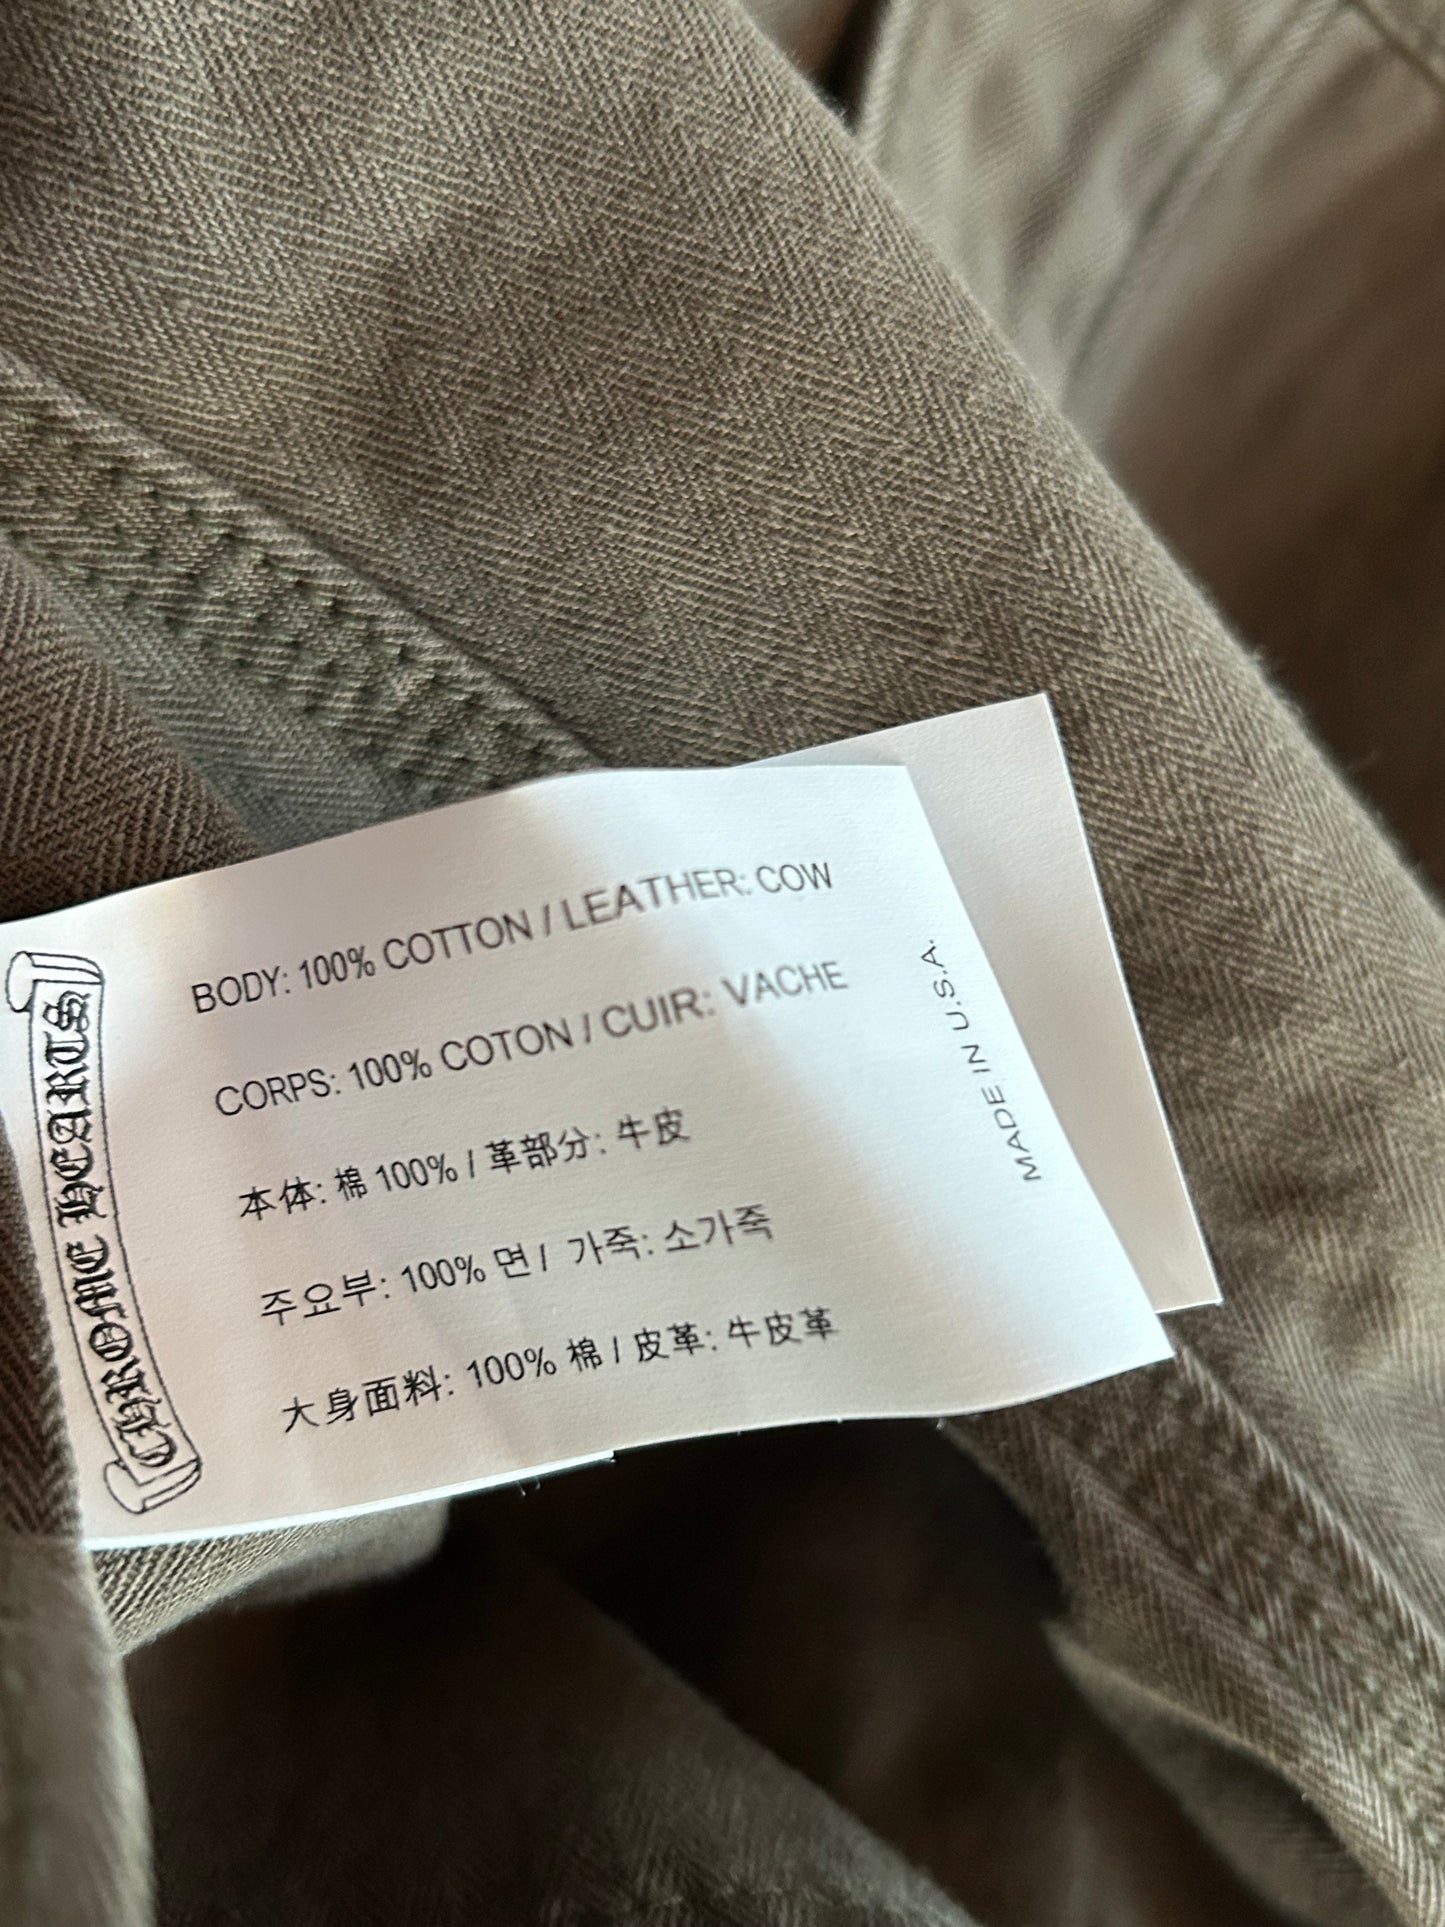 CHROME HEARTS
BODY: 100% COTTON / LEATHER: COW
CORPS: 100% COTON / CUIR: VACHE
本体: 棉 100% / 革部分: 牛皮
주요부: 100% 면 / 가죽: 소가죽
大身面料: 100% 棉 / 皮革: 牛皮革
MADE IN U.S.A.